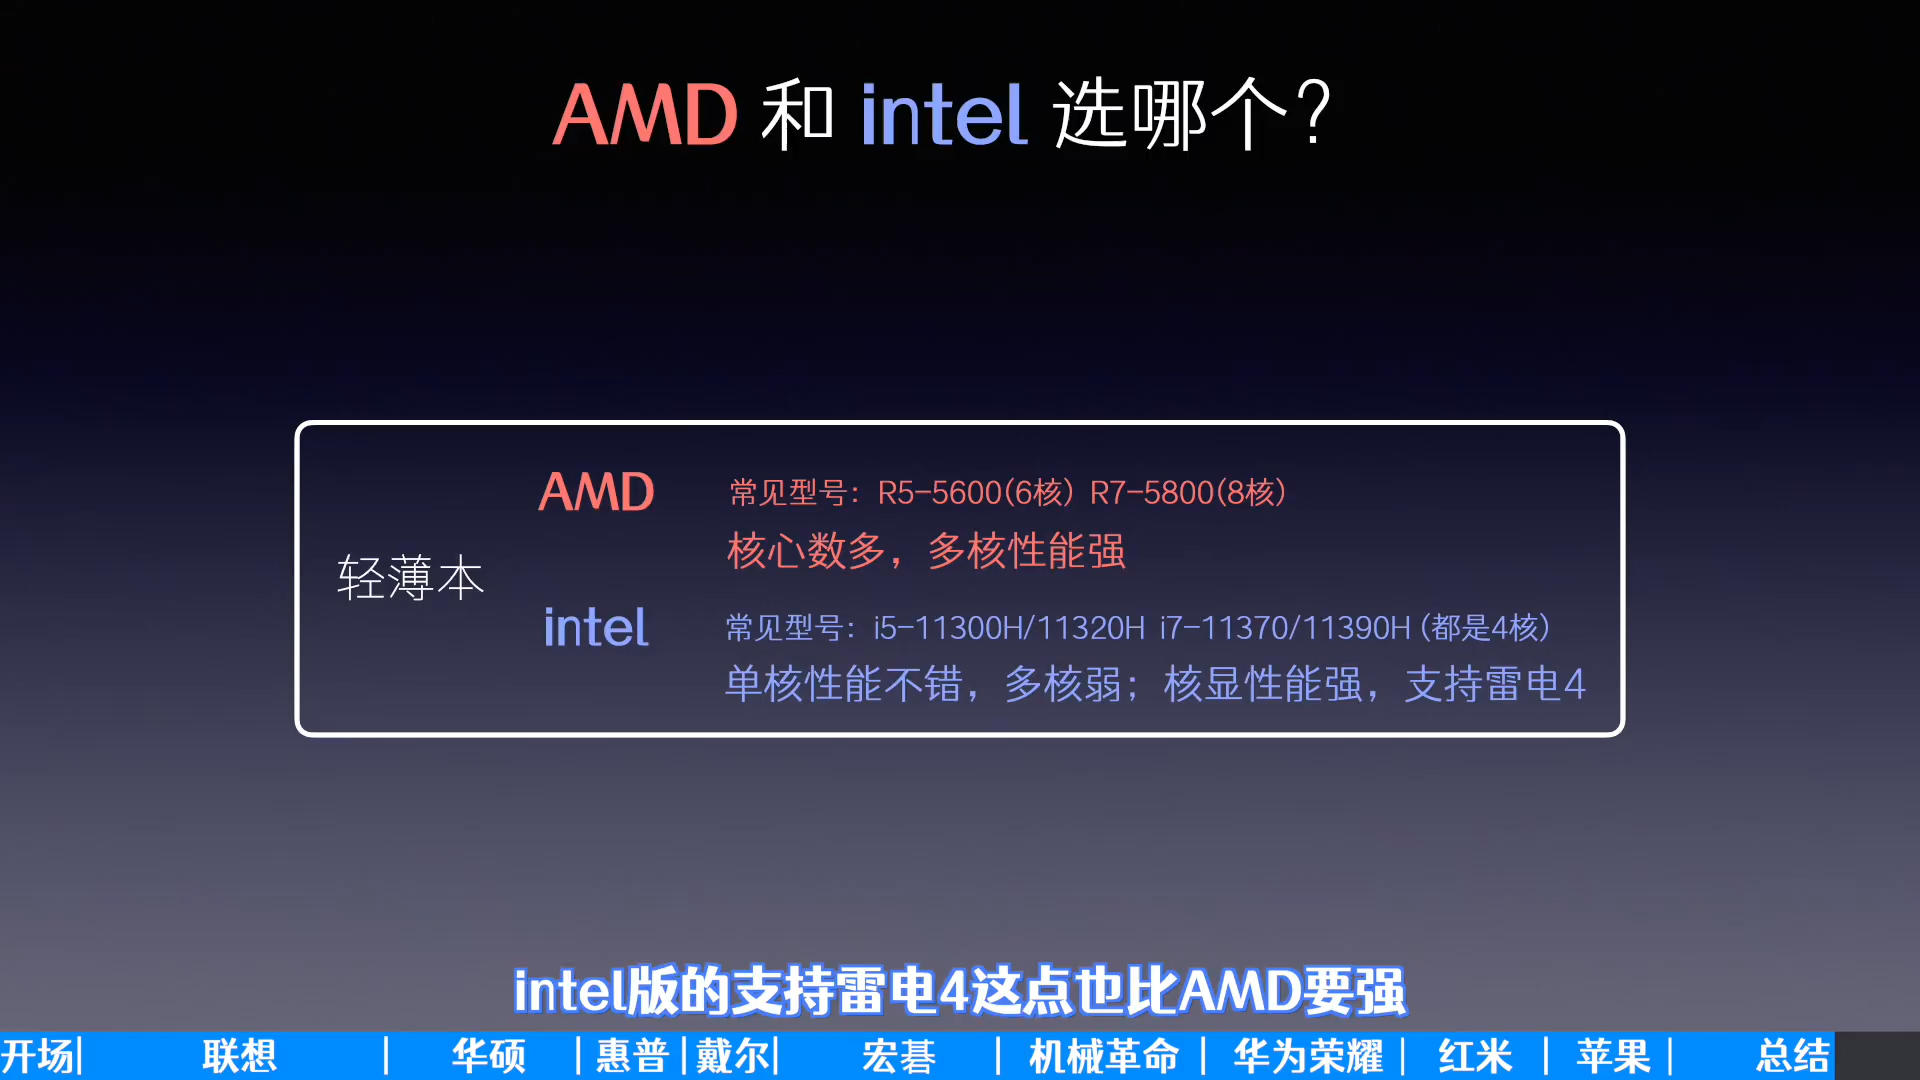 AMD 和 intel 选哪个？
轻薄本
AMD
常见型号：R5-5600(6核) R7-5800(8核)
核心数多，多核性能强
intel
常见型号：i5-11300H/11320H i7-11370/11390H (都是4核)
单核性能不错，多核弱；核显性能强，支持雷电4
intel版的支持雷电4这点也比AMD要强
开场| 联想 | 华硕 | 惠普 | 戴尔| 宏碁 | 机械革命 | 华为荣耀 | 红米 | 苹果 | 总结